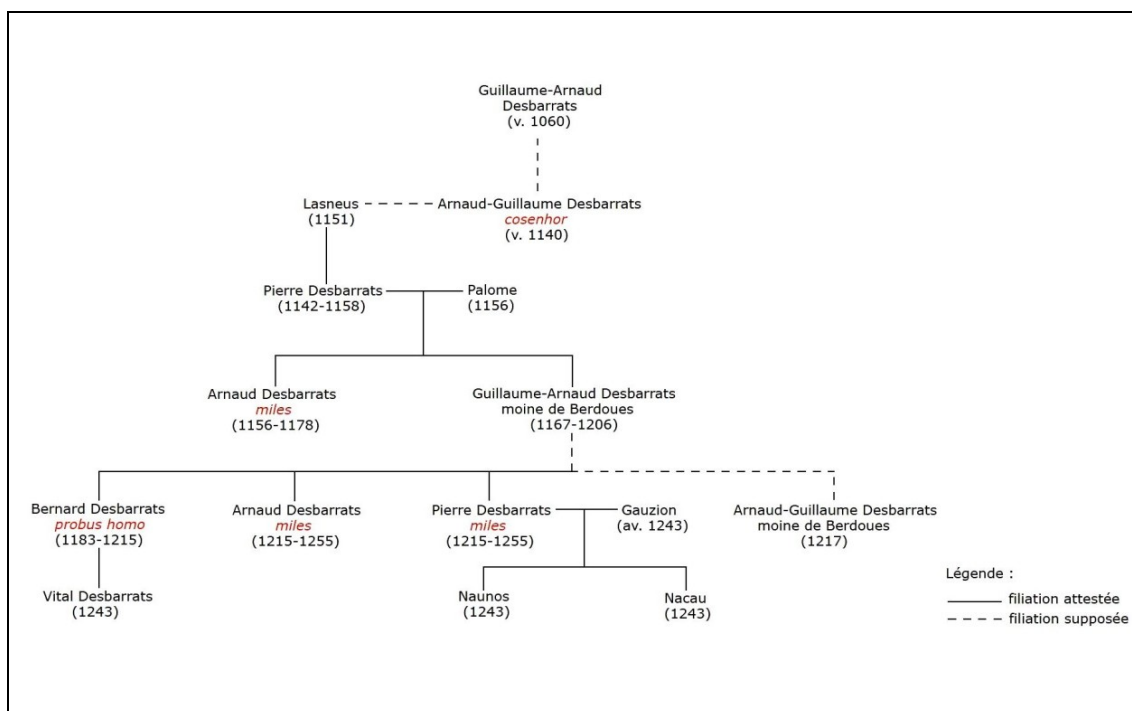 Guillaume-Arnaud
Desbarrats
(v. 1060)
Lasneus
(1151)
Arnaud-Guillaume Desbarrats
cosenhor
(v. 1140)
Pierre Desbarrats
(1142-1158)
Palome
(1156)
Arnaud Desbarrats
miles
(1156-1178)
Guillaume-Arnaud Desbarrats
moine de Berdoues
(1167-1206)
Bernard Desbarrats
probus homo
(1183-1215)
Arnaud Desbarrats
miles
(1215-1255)
Pierre Desbarrats
miles
(1215-1255)
Gauzion
(av. 1243)
Arnaud-Guillaume Desbarrats
moine de Berdoues
(1217)
Vital Desbarrats
(1243)
Naunos
(1243)
Nacau
(1243)
Légende :
filiation attestée
filiation supposée